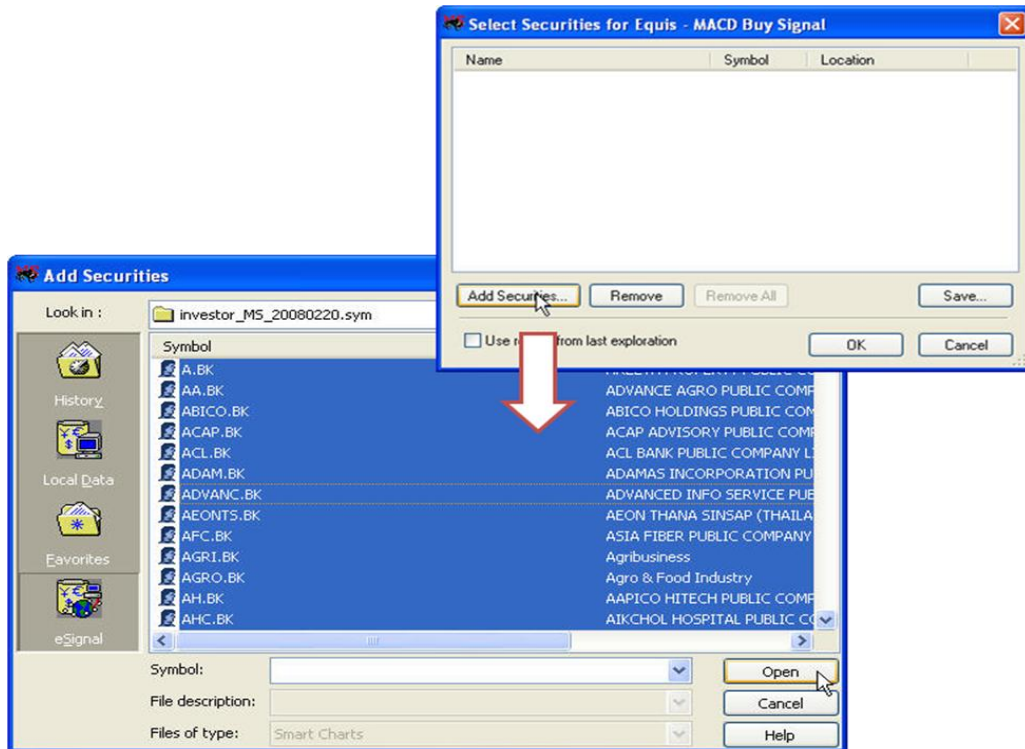 Select Securities for Equis - MACD Buy Signal
Name Symbol Location
Add Securities... Remove Remove All Save...
Use from last exploration
OK Cancel
Add Securities
Look in : investor_MS_20080220.sym
Symbol
A.BK
AA.BK ADVANCE AGRO PUBLIC COMP
ABICO.BK ABICO HOLDINGS PUBLIC COM
ACAP.BK ACAP ADVISORY PUBLIC COMP
ACL.BK ACL BANK PUBLIC COMPANY L
ADAM.BK ADAMAS INCORPORATION PU
ADVANC.BK ADVANCED INFO SERVICE PUB
AEONTS.BK AEON THANA SINSAP (THAILA
AFC.BK ASIA FIBER PUBLIC COMPANY
AGRI.BK Agribusiness
AGRO.BK Agro & Food Industry
AH.BK AAPICO HITECH PUBLIC COMP
AHC.BK AIKCHOL HOSPITAL PUBLIC CO
History
Local Data
Favorites
eSignal
Symbol: Open
File description: Cancel
Files of type: Smart Charts Help